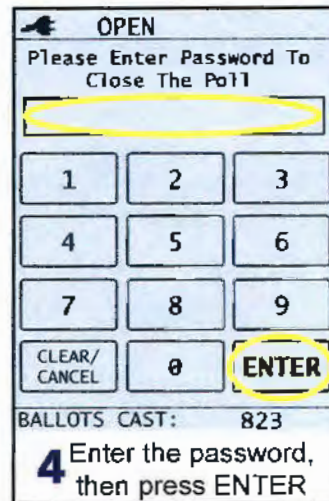 OPEN
Please Enter Password To
Close The Poll
1 2 3
4 5 6
7 8 9
CLEAR/
CANCEL
0 ENTER
BALLOTS CAST: 823
4 Enter the password,
then press ENTER